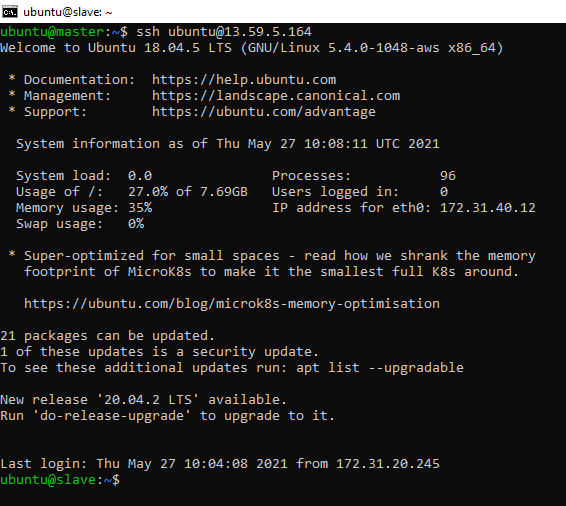 ubuntu@slave: ~
ubuntu@master:~$ ssh ubuntu@13.59.5.164
Welcome to Ubuntu 18.04.5 LTS (GNU/Linux 5.4.0-1048-aws x86_64)

 * Documentation:  https://help.ubuntu.com
 * Management:     https://landscape.canonical.com
 * Support:        https://ubuntu.com/advantage

  System information as of Thu May 27 10:08:11 UTC 2021

  System load:  0.0               Processes:           96
  Usage of /:   27.0% of 7.69GB   Users logged in:     0
  Memory usage: 35%               IP address for eth0: 172.31.40.12
  Swap usage:   0%

 * Super-optimized for small spaces - read how we shrank the memory
   footprint of MicroK8s to make it the smallest full K8s around.

   https://ubuntu.com/blog/microk8s-memory-optimisation

21 packages can be updated.
1 of these updates is a security update.
To see these additional updates run: apt list --upgradable

New release '20.04.2 LTS' available.
Run 'do-release-upgrade' to upgrade to it.


Last login: Thu May 27 10:04:08 2021 from 172.31.20.245
ubuntu@slave:~$